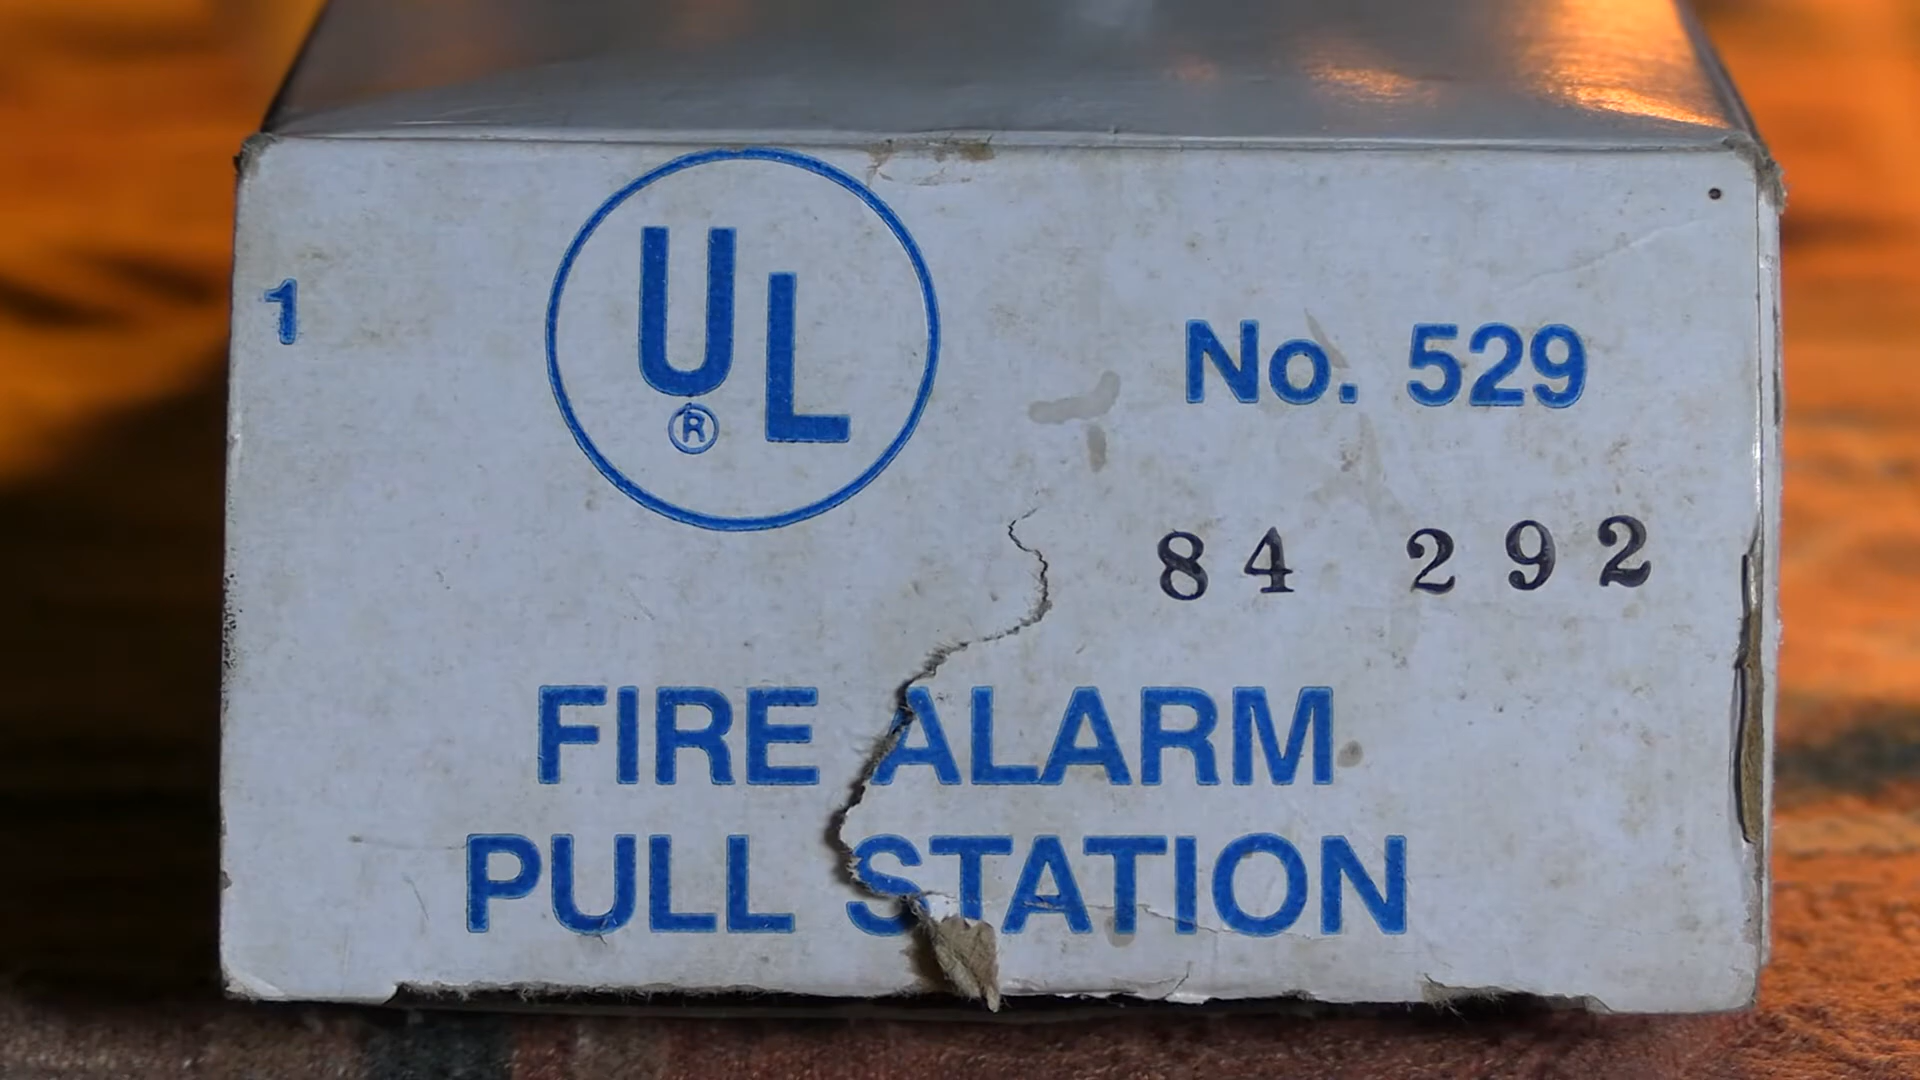 1
UL
®
No. 529
84 292
FIRE ALARM
PULL STATION